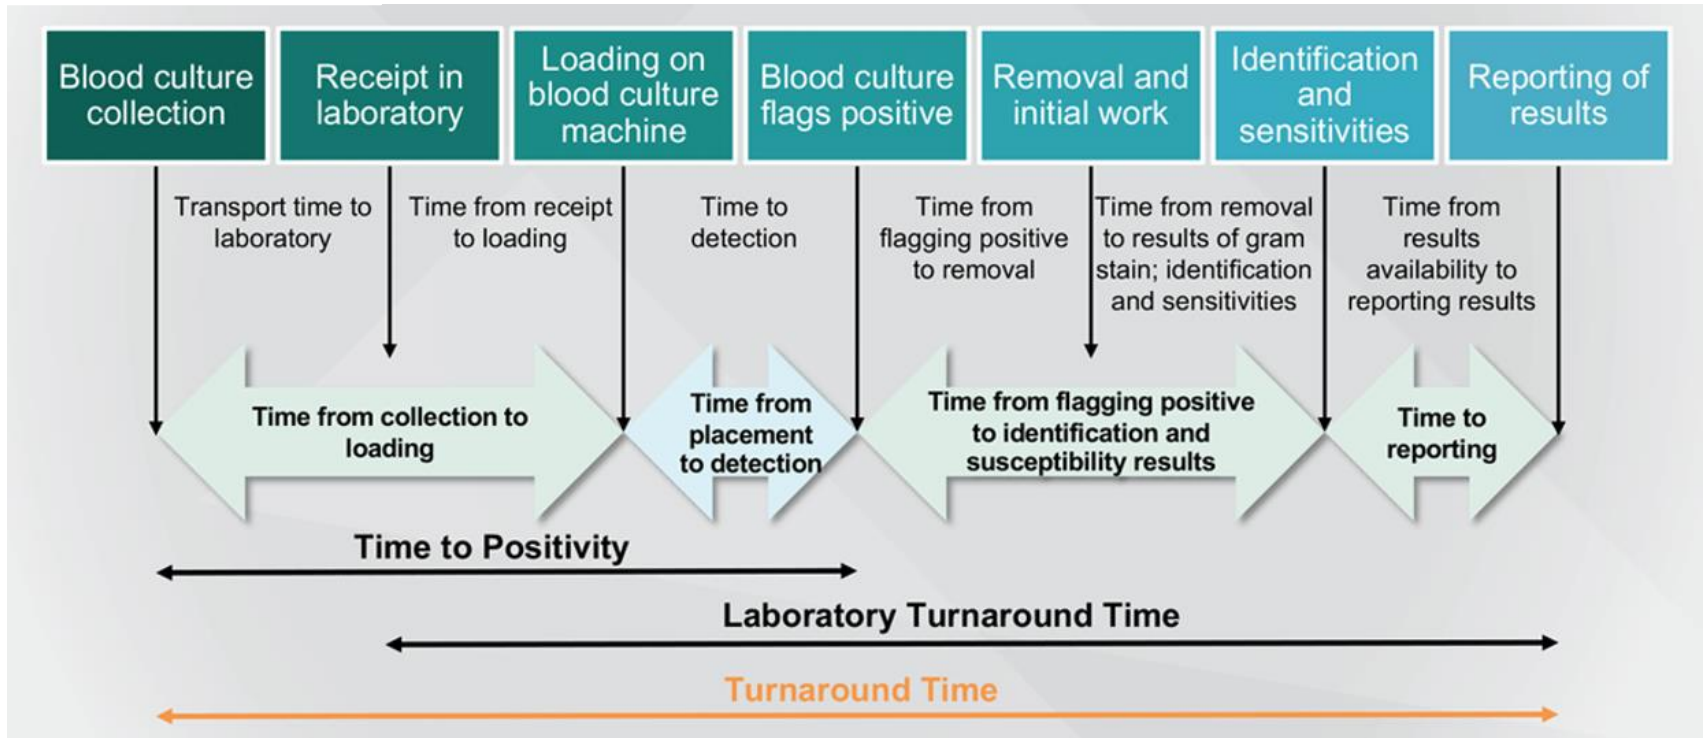 Blood culture
collection
Receipt in
laboratory
Loading on
blood culture
machine
Blood culture
flags positive
Removal and
initial work
Identification
and
sensitivities
Reporting of
results
Transport time to
laboratory
Time from receipt
to loading
Time to
detection
Time from
flagging positive
to removal
Time from removal
to results of gram
stain; identification
and sensitivities
Time from
results
availability to
reporting results
Time from collection to
loading
Time from
placement
to detection
Time from flagging positive
to identification and
susceptibility results
Time to
reporting
Time to Positivity
Laboratory Turnaround Time
Turnaround Time